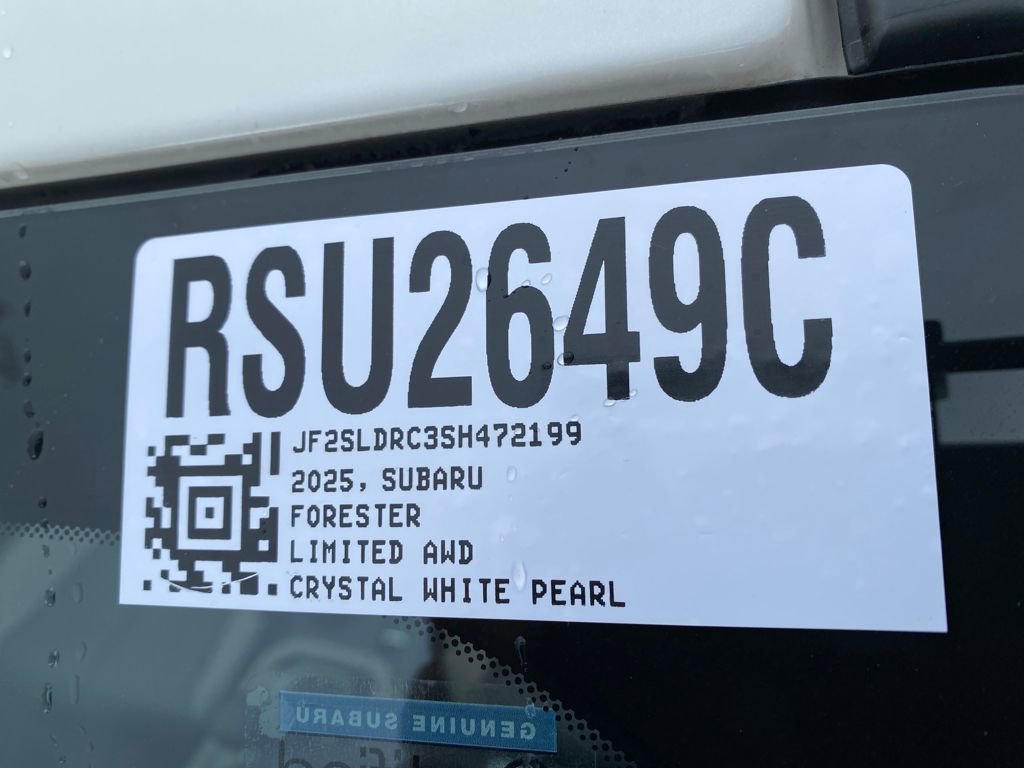 RSU2649C
JF2SLDRC3SH472199
2025, SUBARU
FORESTER
LIMITED AWD
CRYSTAL WHITE PEARL
GENUINE SUBARU